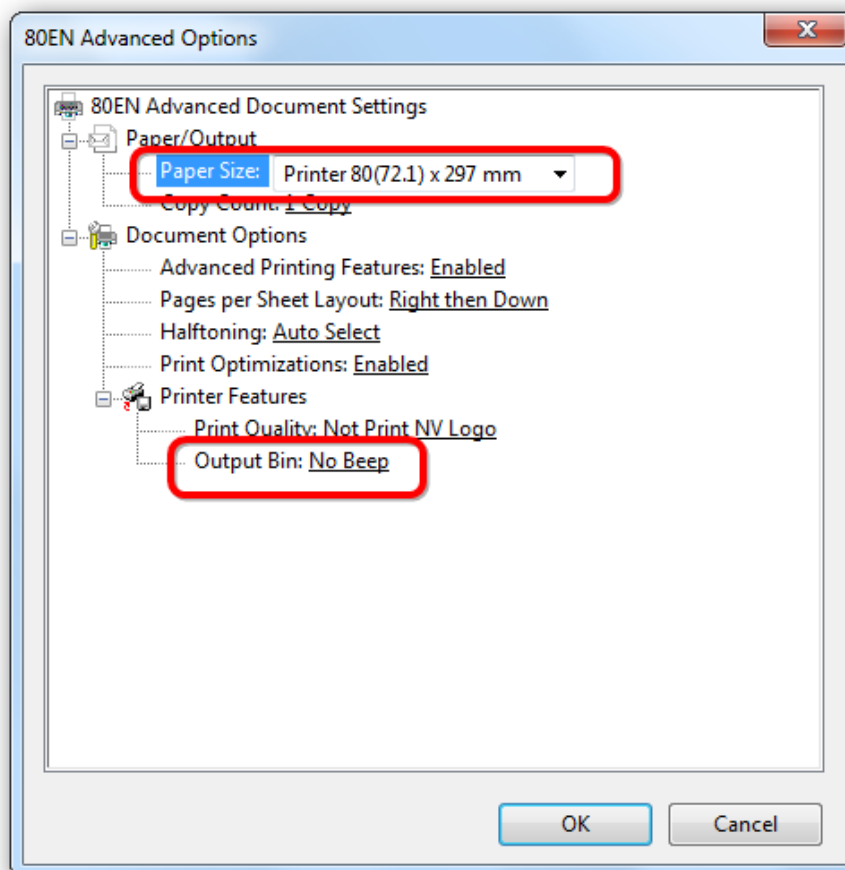 80EN Advanced Options
80EN Advanced Document Settings
Paper/Output
Paper Size: Printer 80(72.1) x 297 mm
Copy Count: 1 Copy
Document Options
Advanced Printing Features: Enabled
Pages per Sheet Layout: Right then Down
Halftoning: Auto Select
Print Optimizations: Enabled
Printer Features
Print Quality: Not Print NV Logo
Output Bin: No Beep
OK Cancel